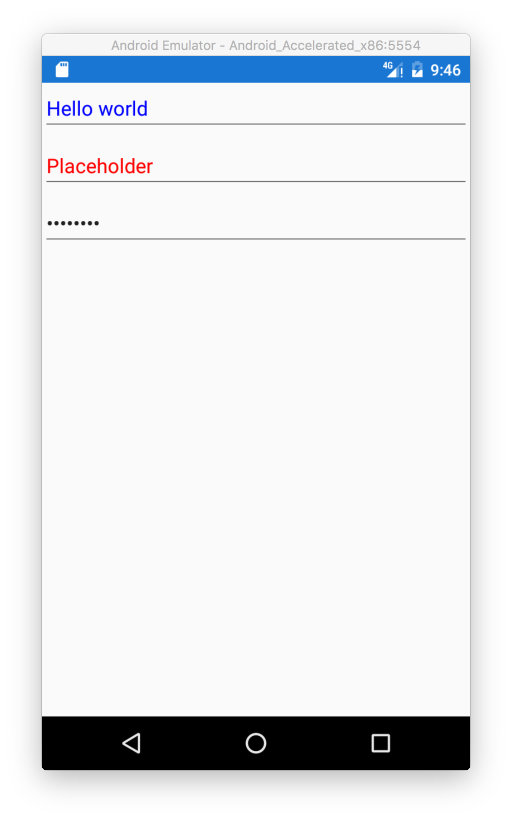 Android Emulator - Android_Accelerated_x86:5554
4G 9:46
Hello world
Placeholder
••••••••